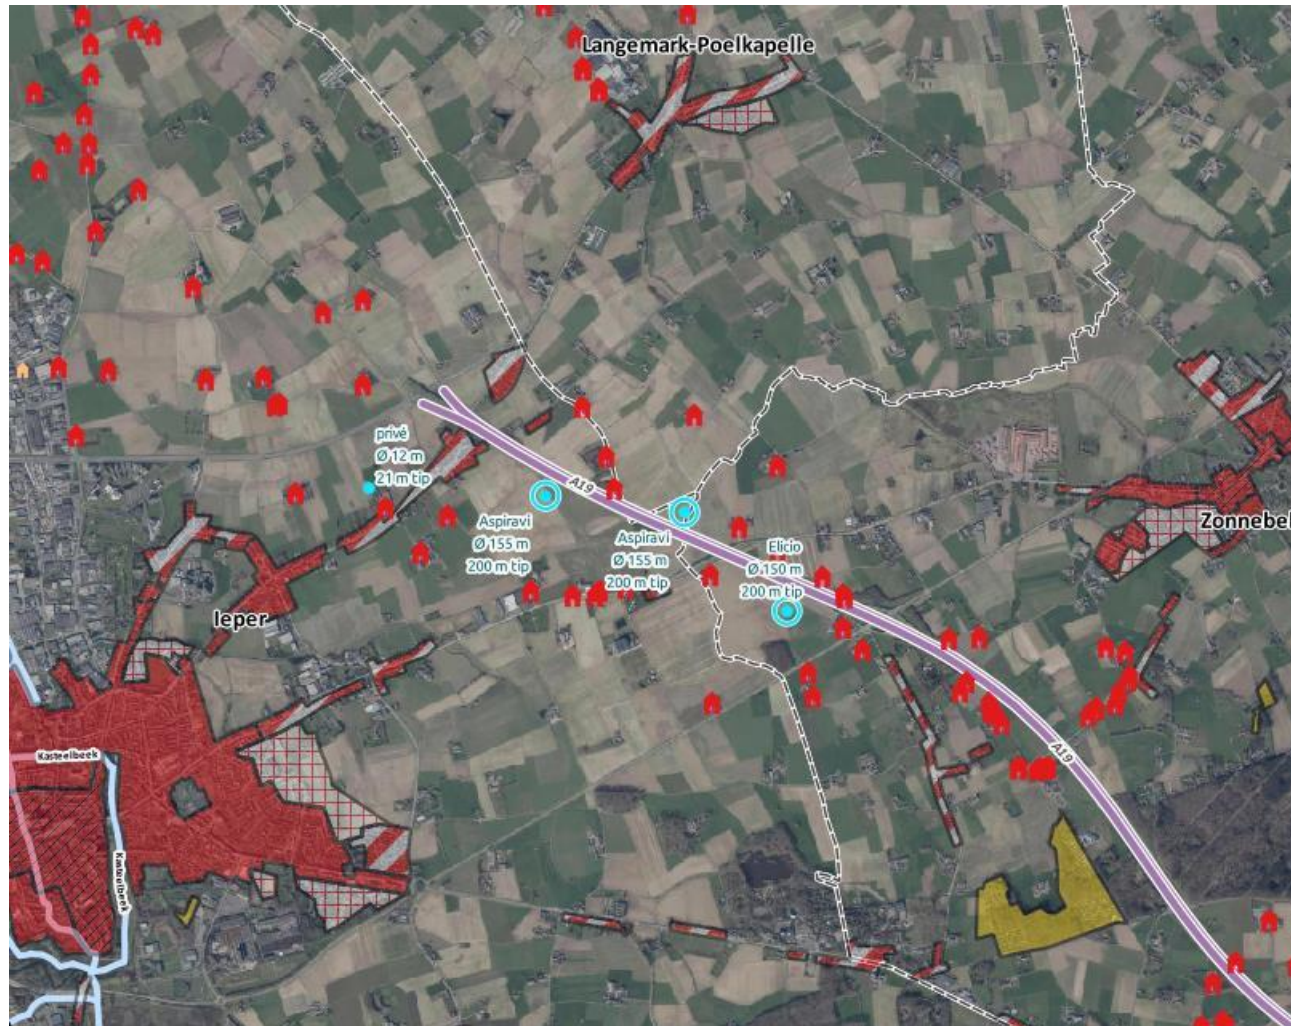 Langemark-Poelkapelle
privé
Ø 12 m
21 m tip
A19
Aspiravi
Ø 155 m
200 m tip
Aspiravi
Ø 155 m
200 m tip
Elicio
Ø 150 m
200 m tip
Zonnebe
Ieper
A19
Kasteelbeek
Kasteelbeek